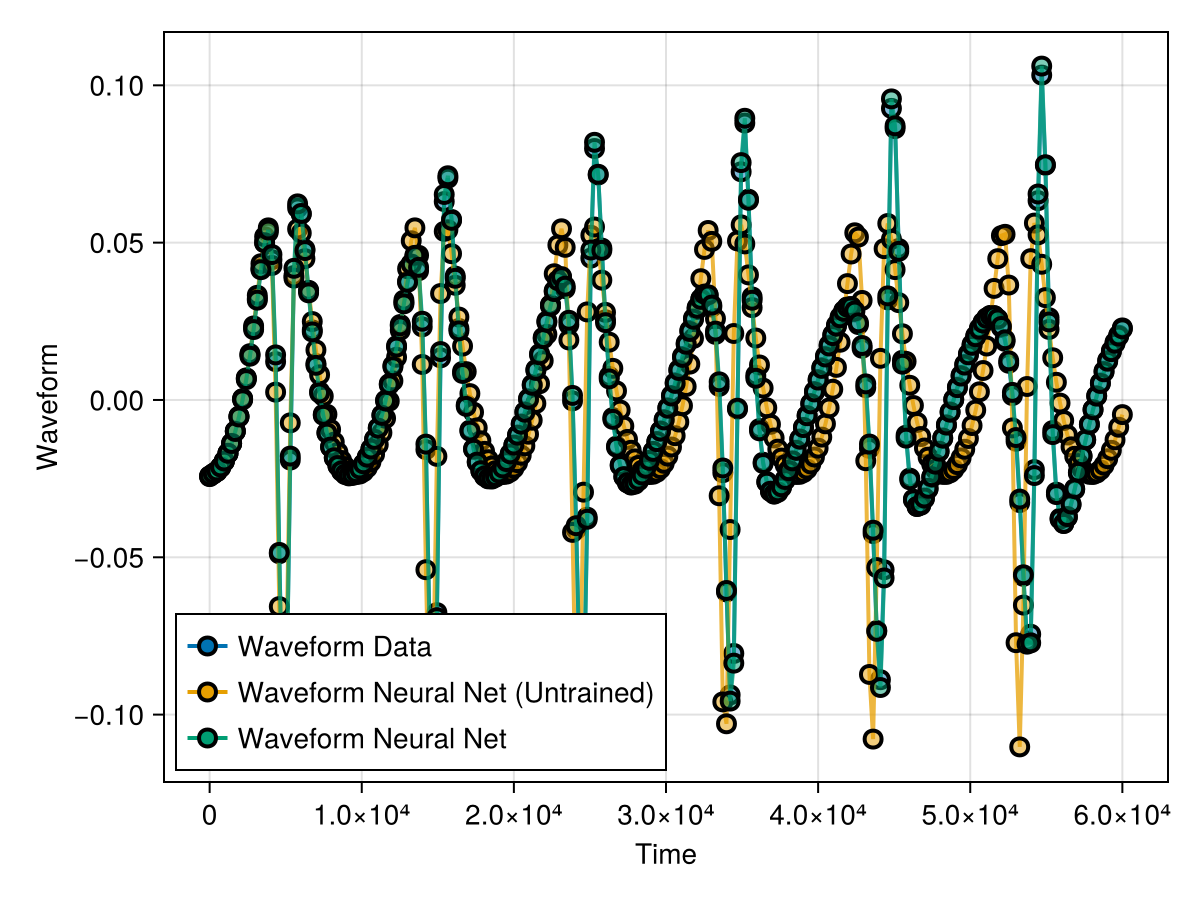 0.10
0.05
0.00
−0.05
−0.10
Waveform
Waveform Data
Waveform Neural Net (Untrained)
Waveform Neural Net
0 1.0×10⁴ 2.0×10⁴ 3.0×10⁴ 4.0×10⁴ 5.0×10⁴ 6.0×10⁴
Time